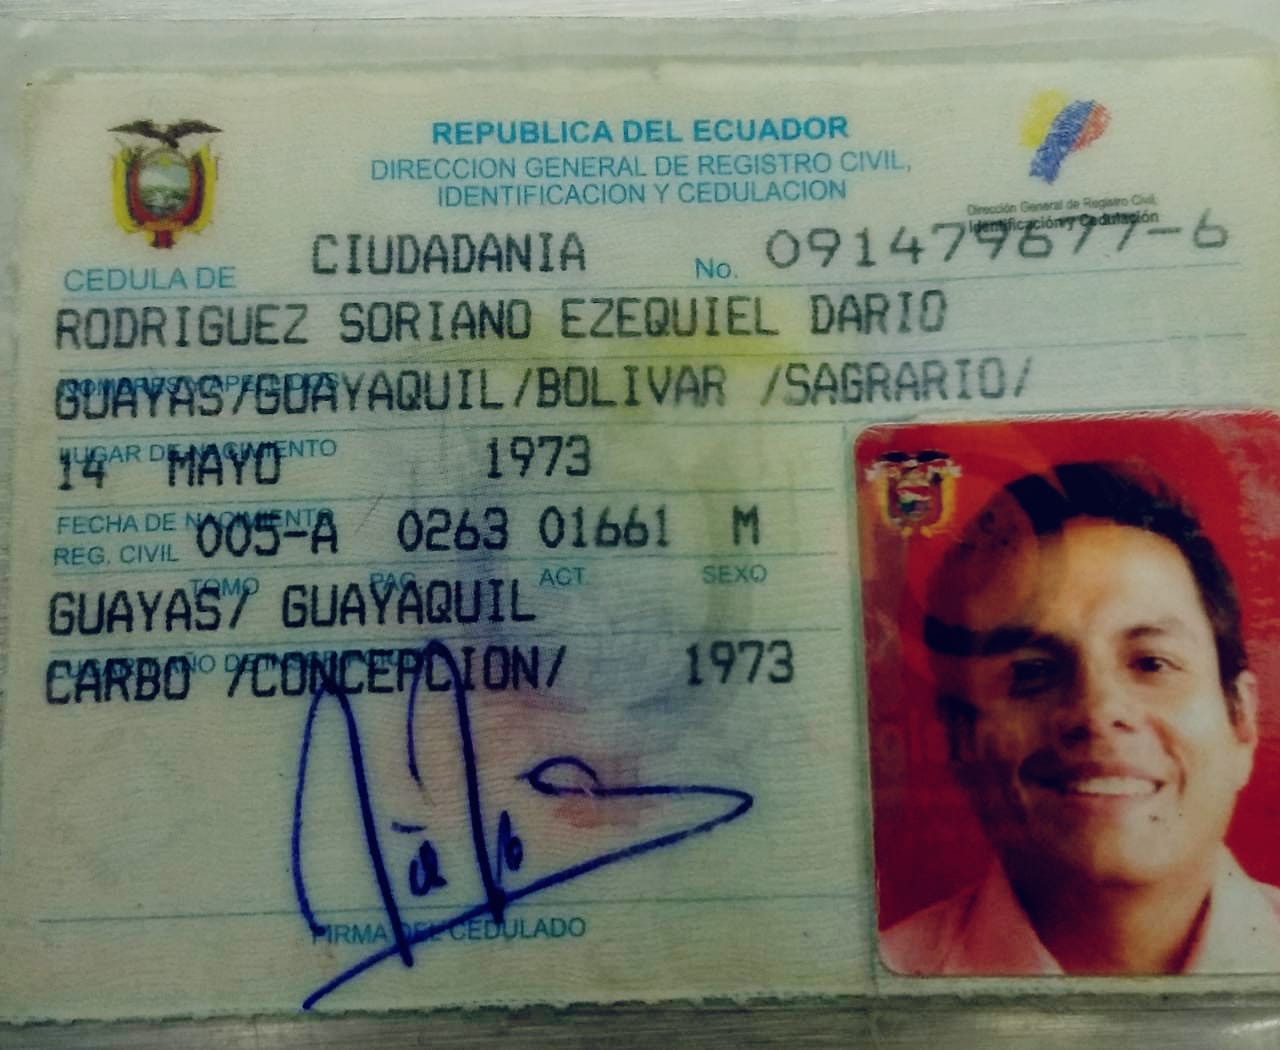 REPUBLICA DEL ECUADOR
DIRECCION GENERAL DE REGISTRO CIVIL,
IDENTIFICACION Y CEDULACION
Dirección General de Registro Civil,
Identificación y Cedulación
CEDULA DE CIUDADANIA No. 091479677-6
RODRIGUEZ SORIANO EZEQUIEL DARIO
GUAYAS/GUAYAQUIL/BOLIVAR /SAGRARIO/
LUGAR DE NACIMIENTO
14 MAYO 1973
FECHA DE NACIMIENTO
REG. CIVIL 005-A 0263 01661 M
TOMO PAG ACT SEXO
GUAYAS/ GUAYAQUIL
CARBO /CONCEPCION/ 1973
FIRMA DEL CEDULADO